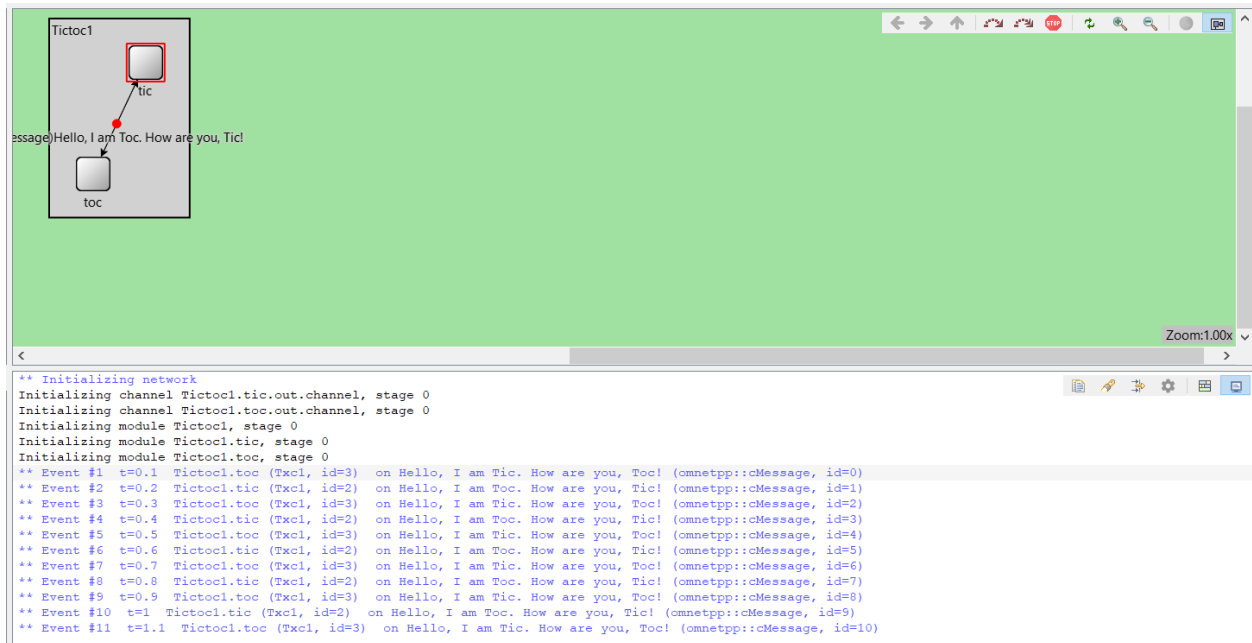 Tictoc1
STOP
tic
essage)Hello, I am Toc. How are you, Tic!
toc
Zoom:1.00x
** Initializing network
Initializing channel Tictoc1.tic.out.channel, stage 0
Initializing channel Tictoc1.toc.out.channel, stage 0
Initializing module Tictoc1, stage 0
Initializing module Tictoc1.tic, stage 0
Initializing module Tictoc1.toc, stage 0
** Event #1  t=0.1  Tictoc1.toc (Txc1, id=3)  on Hello, I am Tic. How are you, Toc! (omnetpp::cMessage, id=0)
** Event #2  t=0.2  Tictoc1.tic (Txc1, id=2)  on Hello, I am Toc. How are you, Tic! (omnetpp::cMessage, id=1)
** Event #3  t=0.3  Tictoc1.toc (Txc1, id=3)  on Hello, I am Tic. How are you, Toc! (omnetpp::cMessage, id=2)
** Event #4  t=0.4  Tictoc1.tic (Txc1, id=2)  on Hello, I am Toc. How are you, Tic! (omnetpp::cMessage, id=3)
** Event #5  t=0.5  Tictoc1.toc (Txc1, id=3)  on Hello, I am Tic. How are you, Toc! (omnetpp::cMessage, id=4)
** Event #6  t=0.6  Tictoc1.tic (Txc1, id=2)  on Hello, I am Toc. How are you, Tic! (omnetpp::cMessage, id=5)
** Event #7  t=0.7  Tictoc1.toc (Txc1, id=3)  on Hello, I am Tic. How are you, Toc! (omnetpp::cMessage, id=6)
** Event #8  t=0.8  Tictoc1.tic (Txc1, id=2)  on Hello, I am Toc. How are you, Tic! (omnetpp::cMessage, id=7)
** Event #9  t=0.9  Tictoc1.toc (Txc1, id=3)  on Hello, I am Tic. How are you, Toc! (omnetpp::cMessage, id=8)
** Event #10  t=1  Tictoc1.tic (Txc1, id=2)  on Hello, I am Toc. How are you, Tic! (omnetpp::cMessage, id=9)
** Event #11  t=1.1  Tictoc1.toc (Txc1, id=3)  on Hello, I am Tic. How are you, Toc! (omnetpp::cMessage, id=10)